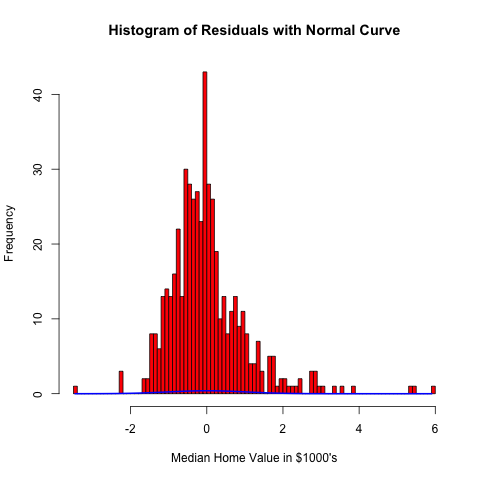 Histogram of Residuals with Normal Curve
Frequency
40
30
20
10
0
-2 0 2 4 6
Median Home Value in $1000's